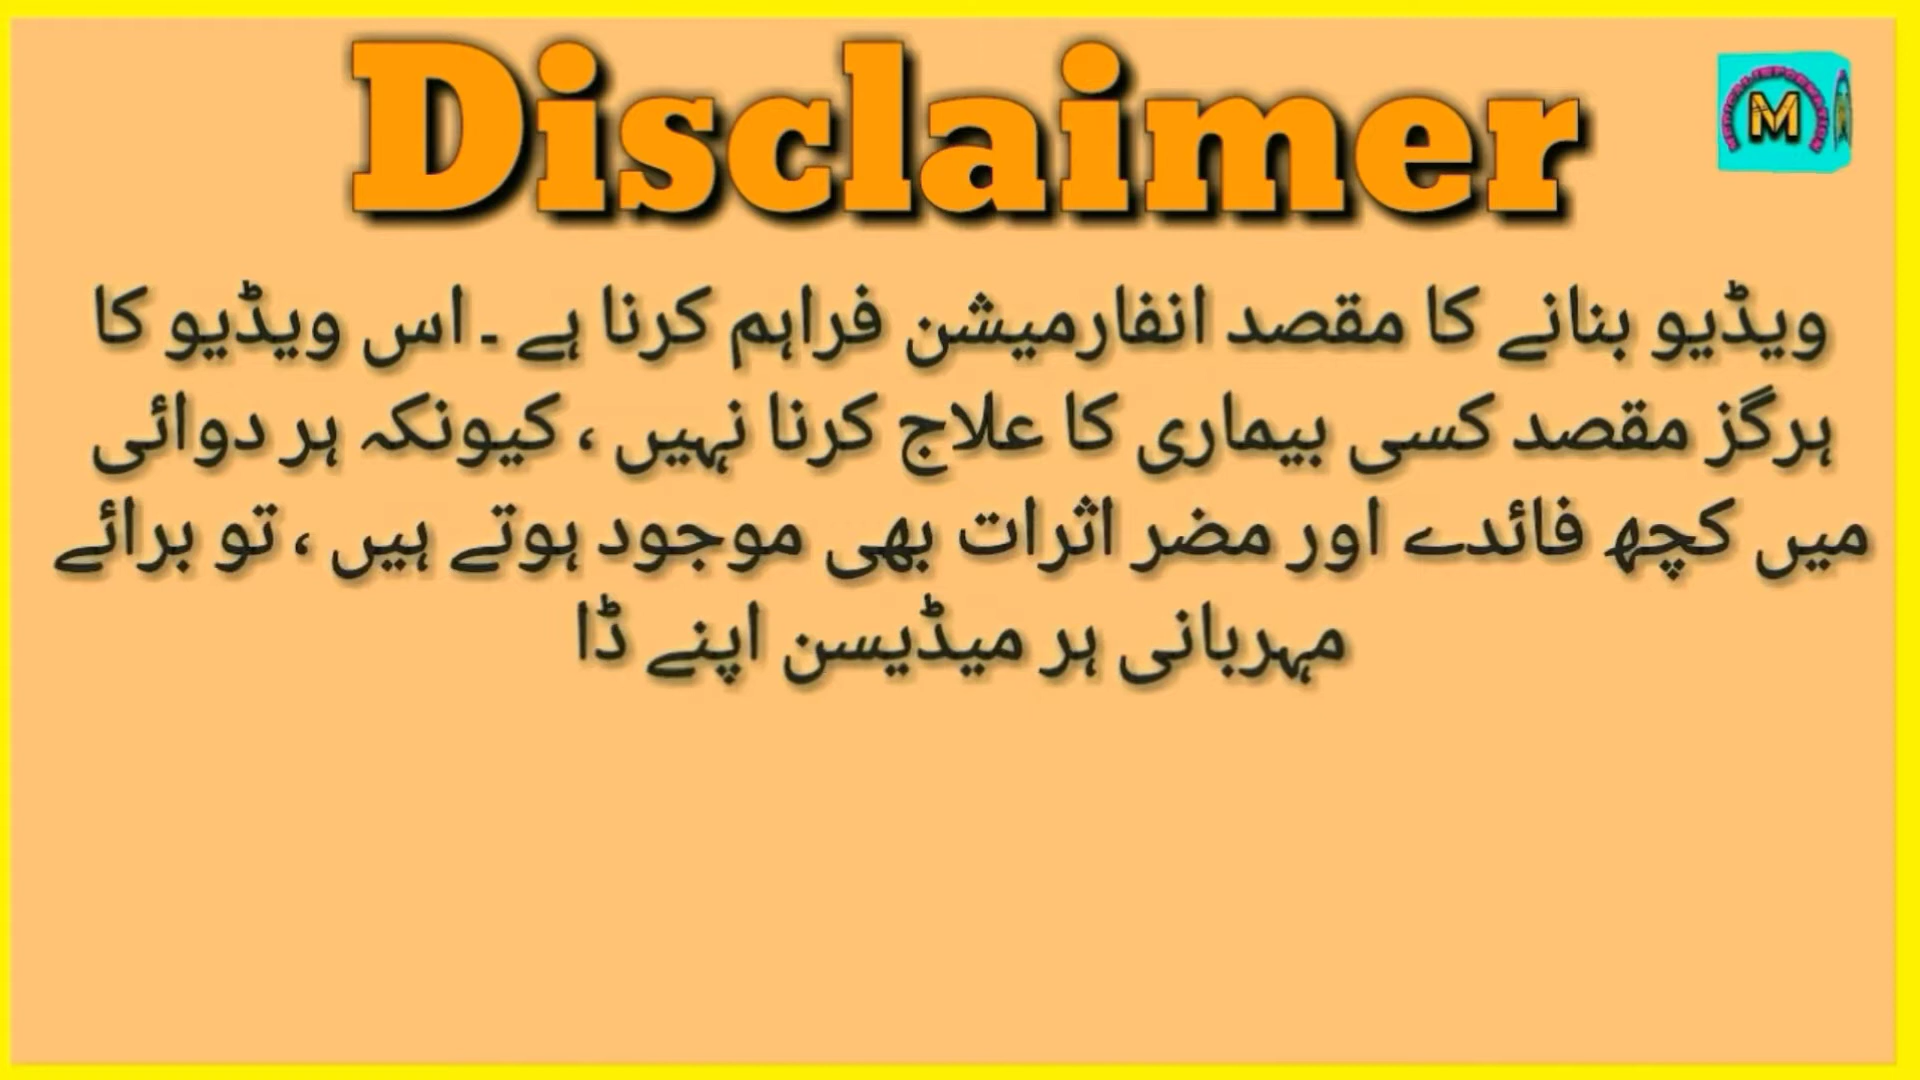 Disclaimer
MEDICAL INFORMATION
M
ویڈیو بنانے کا مقصد انفارمیشن فراہم کرنا ہے ۔ اس ویڈیو کا
ہرگز مقصد کسی بیماری کا علاج کرنا نہیں ، کیونکہ ہر دوائی
میں کچھ فائدے اور مضر اثرات بھی موجود ہوتے ہیں ، تو برائے
مہربانی ہر میڈیسن اپنے ڈا